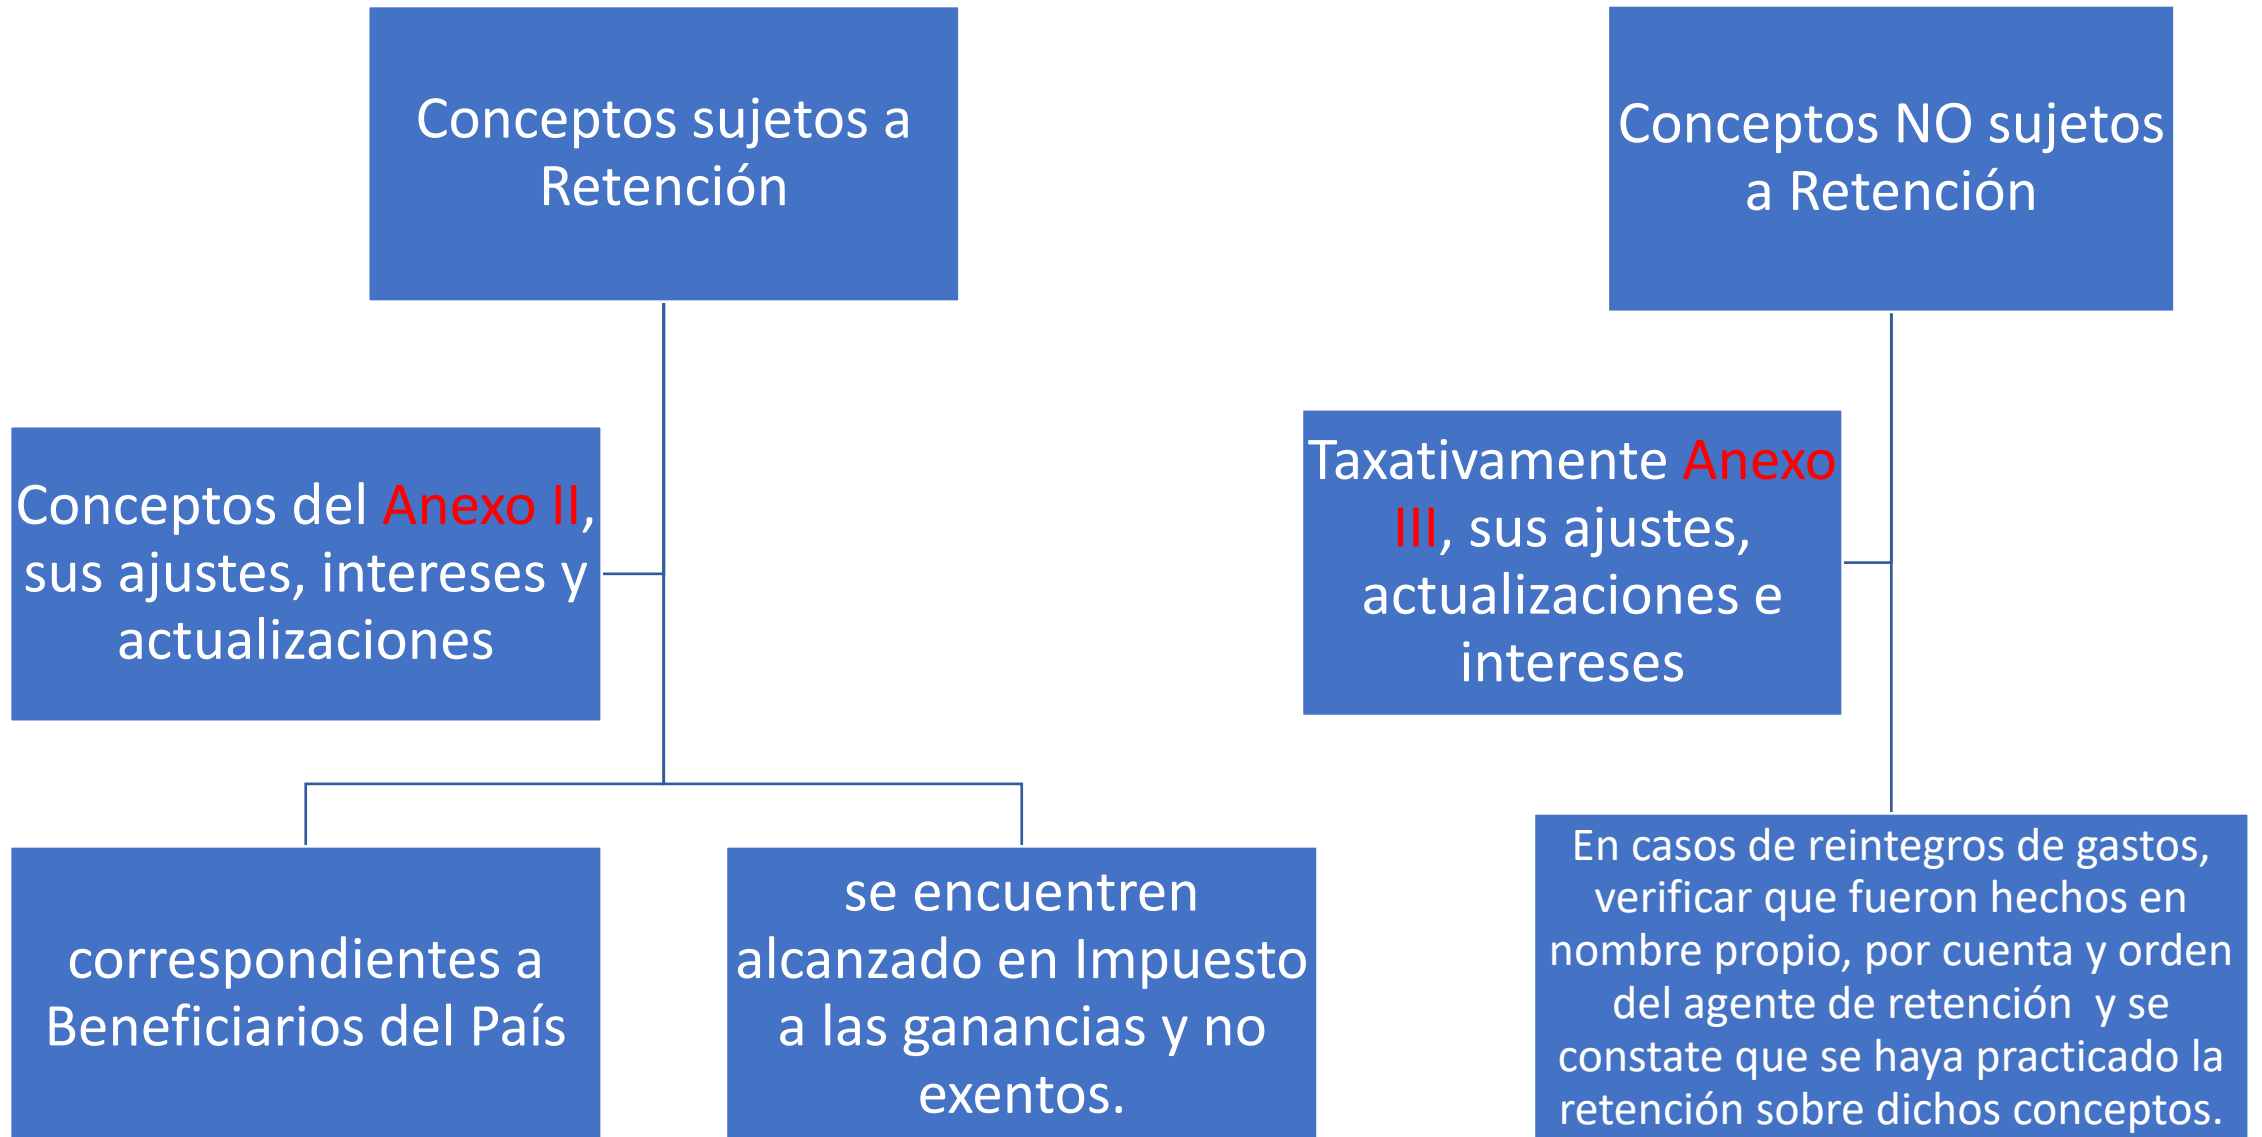 Conceptos sujetos a
Retención
Conceptos del Anexo II,
sus ajustes, intereses y
actualizaciones
correspondientes a
Beneficiarios del País
se encuentren
alcanzado en Impuesto
a las ganancias y no
exentos.
Conceptos NO sujetos
a Retención
Taxativamente Anexo
III, sus ajustes,
actualizaciones e
intereses
En casos de reintegros de gastos,
verificar que fueron hechos en
nombre propio, por cuenta y orden
del agente de retención y se
constate que se haya practicado la
retención sobre dichos conceptos.